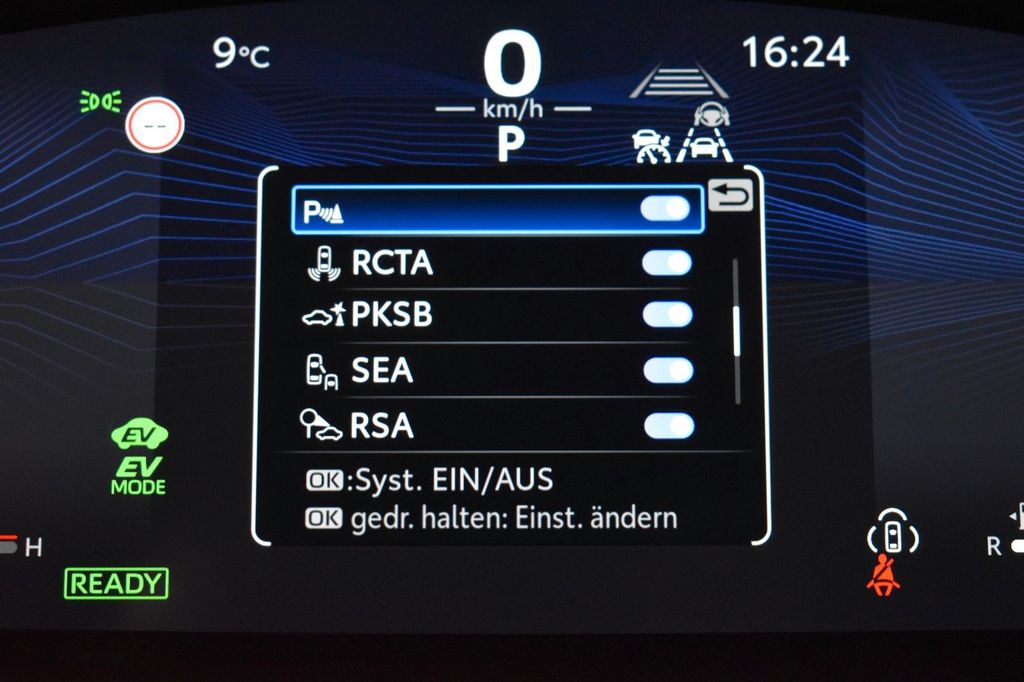 9°C
0
16:24
km/h
--
P
P
RCTA
PKSB
SEA
RSA
OK:Syst. EIN/AUS
OK gedr. halten: Einst. ändern
EV
EV
MODE
H
R
READY